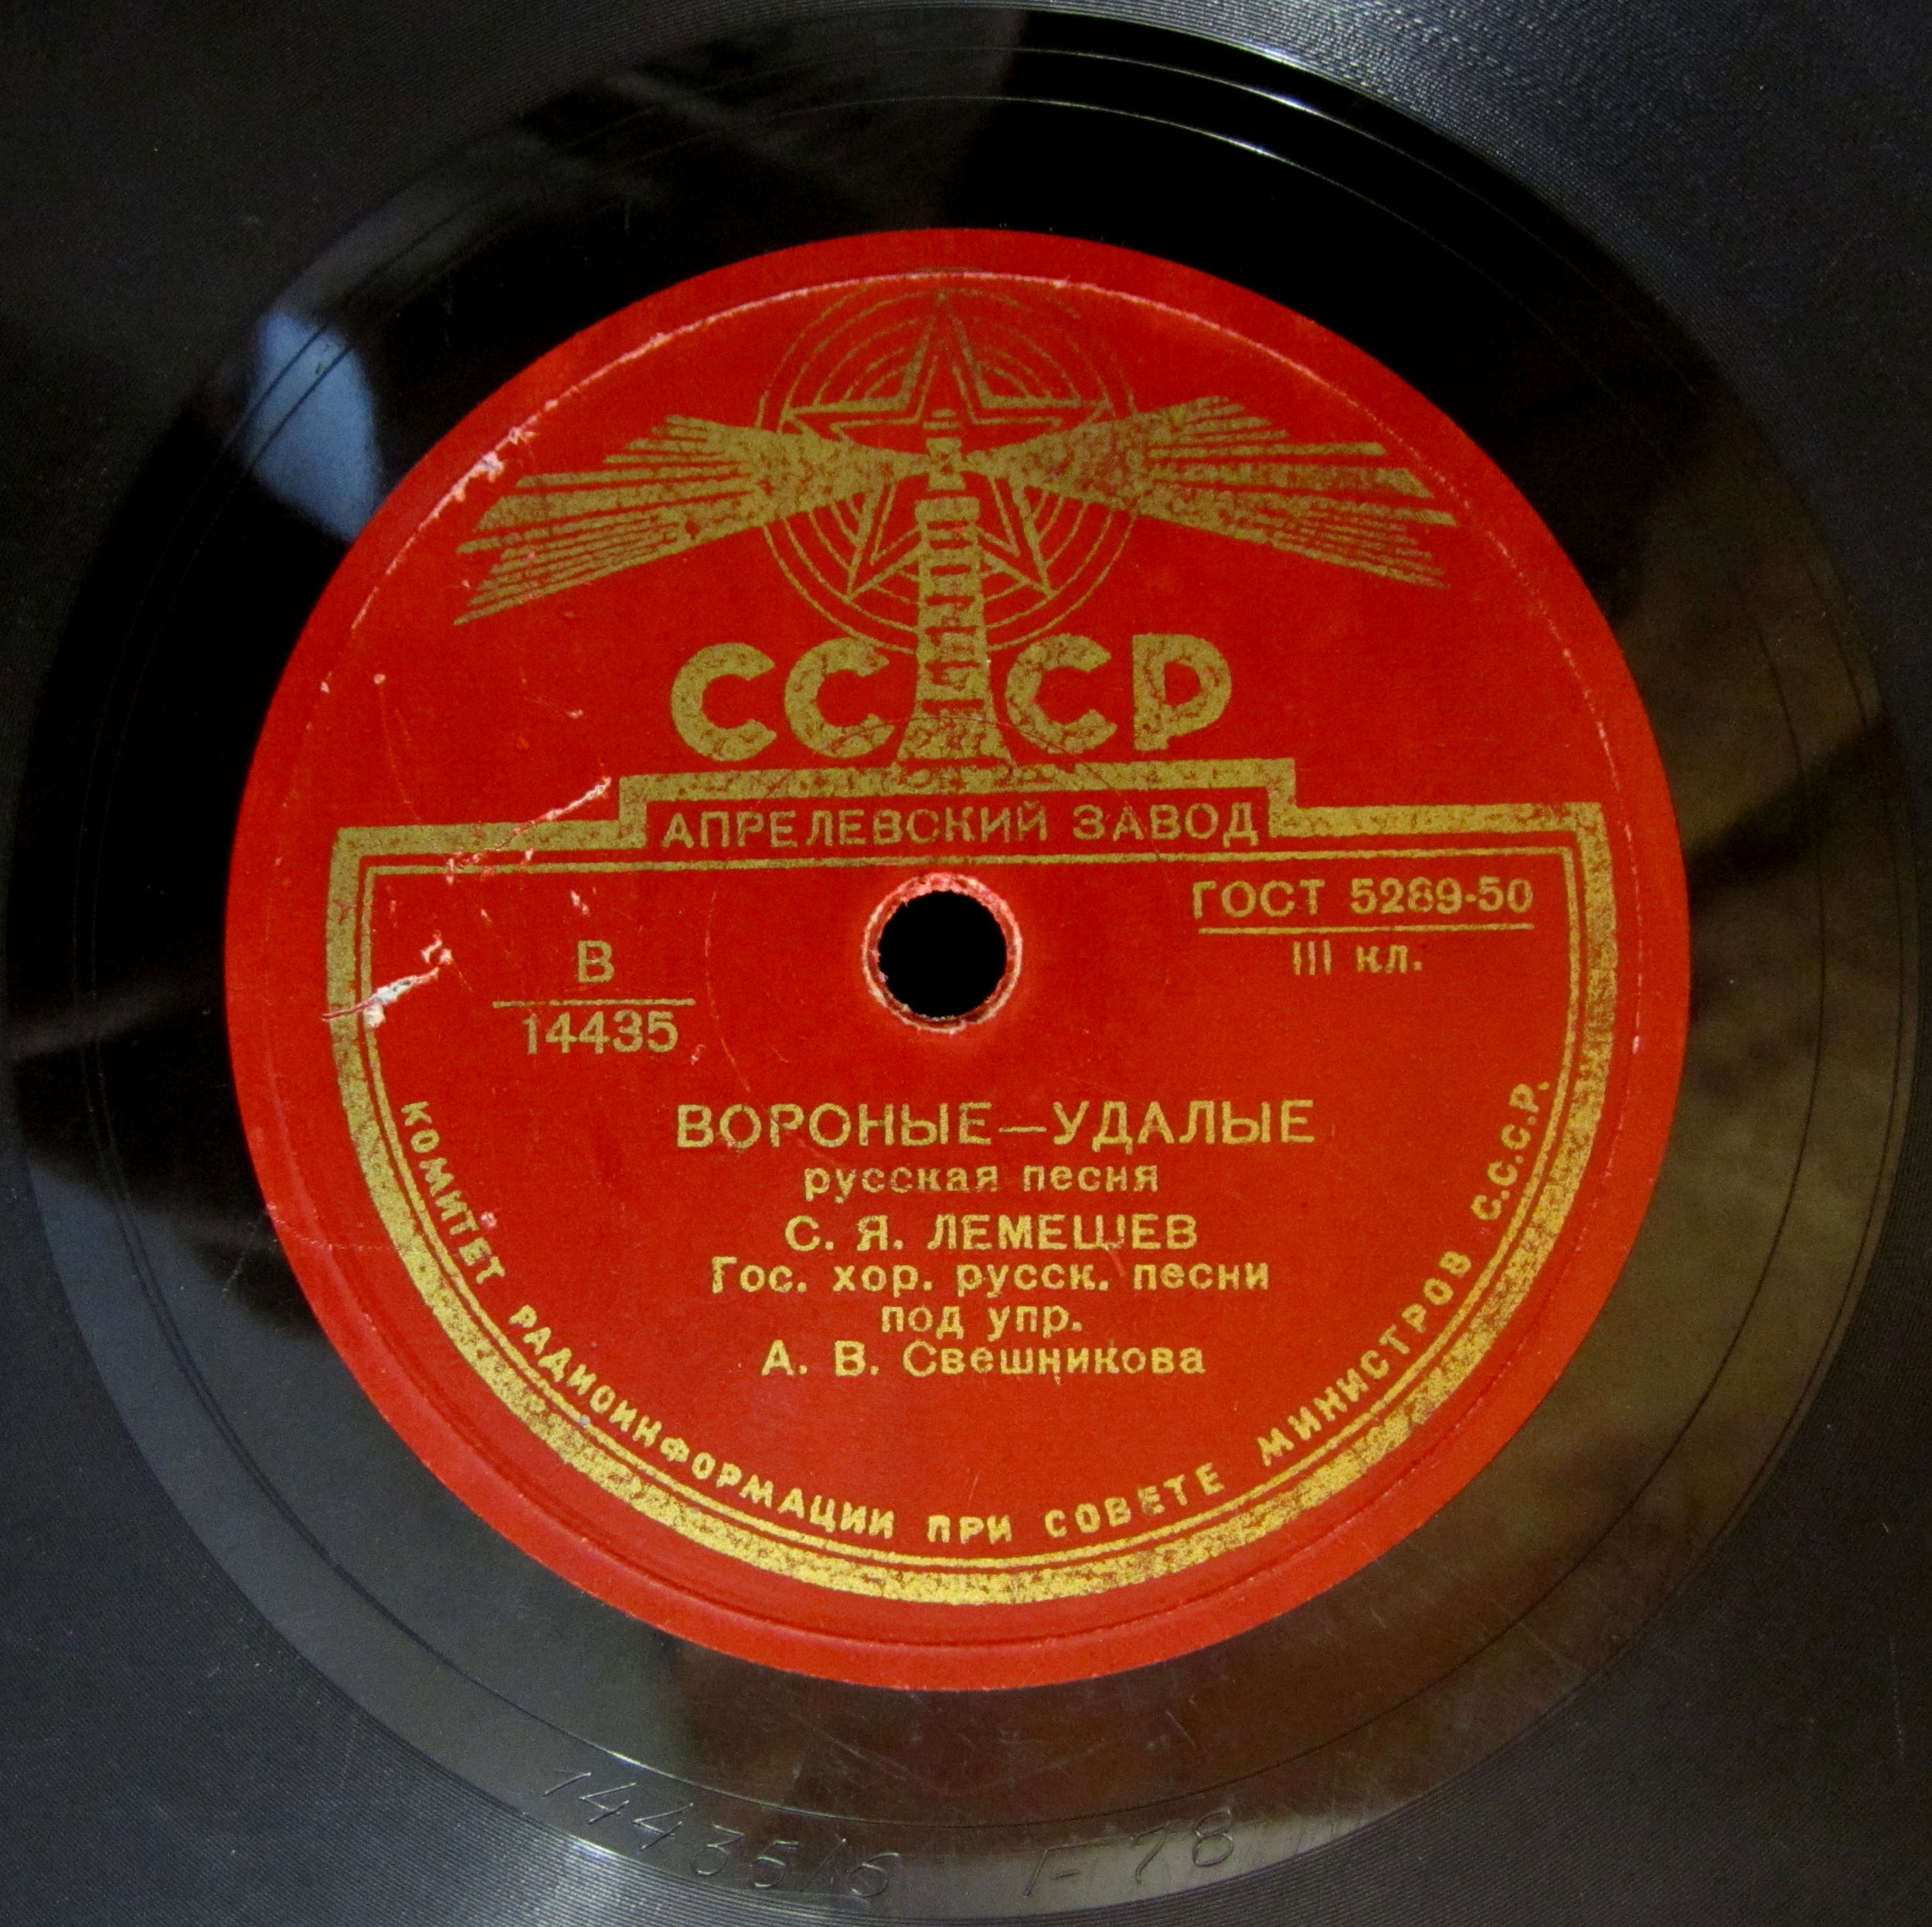 СССР
АПРЕЛЕВСКИЙ ЗАВОД
ГОСТ 5289-50
III кл.
В
14435
ВОРОНЫЕ—УДАЛЫЕ
русская песня
С. Я. ЛЕМЕШЕВ
Гос. хор. русск. песни
под упр.
А. В. Свешникова
КОМИТЕТ РАДИОИНФОРМАЦИИ ПРИ СОВЕТЕ МИНИСТРОВ С.С.С.Р.
Г-78